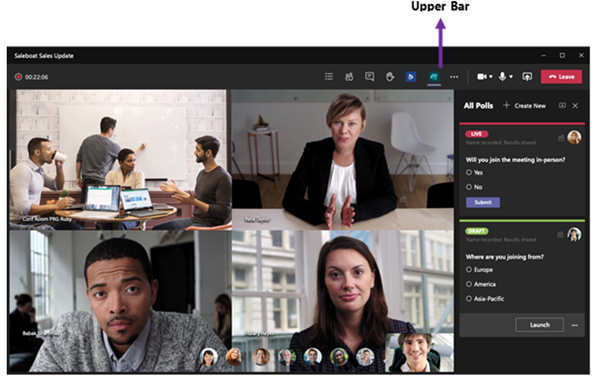 Upper Bar
Saleboat Sales Update
00:22:06
Leave
All Polls
Create New
LIVE
Name recorded, Results shared
Will you join the meeting in-person?
Yes
No
Submit
Conf Room PRG Ruby
Aeta Taylor
DRAFT
Name recorded, Results shared
Where are you joining from?
Europe
America
Asia-Pacific
Launch
Babak